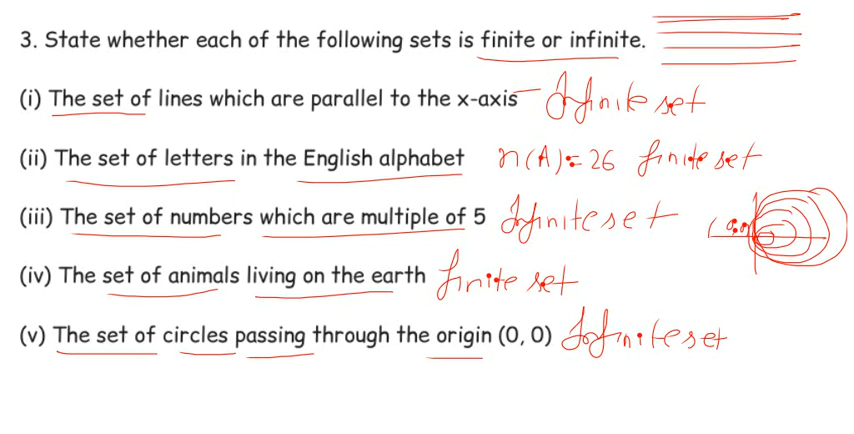 3. State whether each of the following sets is finite or infinite.
(i) The set of lines which are parallel to the x-axis - Infinite set
(ii) The set of letters in the English alphabet n(A) = 26 finite set
(iii) The set of numbers which are multiple of 5 Infinite set (0,0)
(iv) The set of animals living on the earth finite set
(v) The set of circles passing through the origin (0, 0) Infinite set